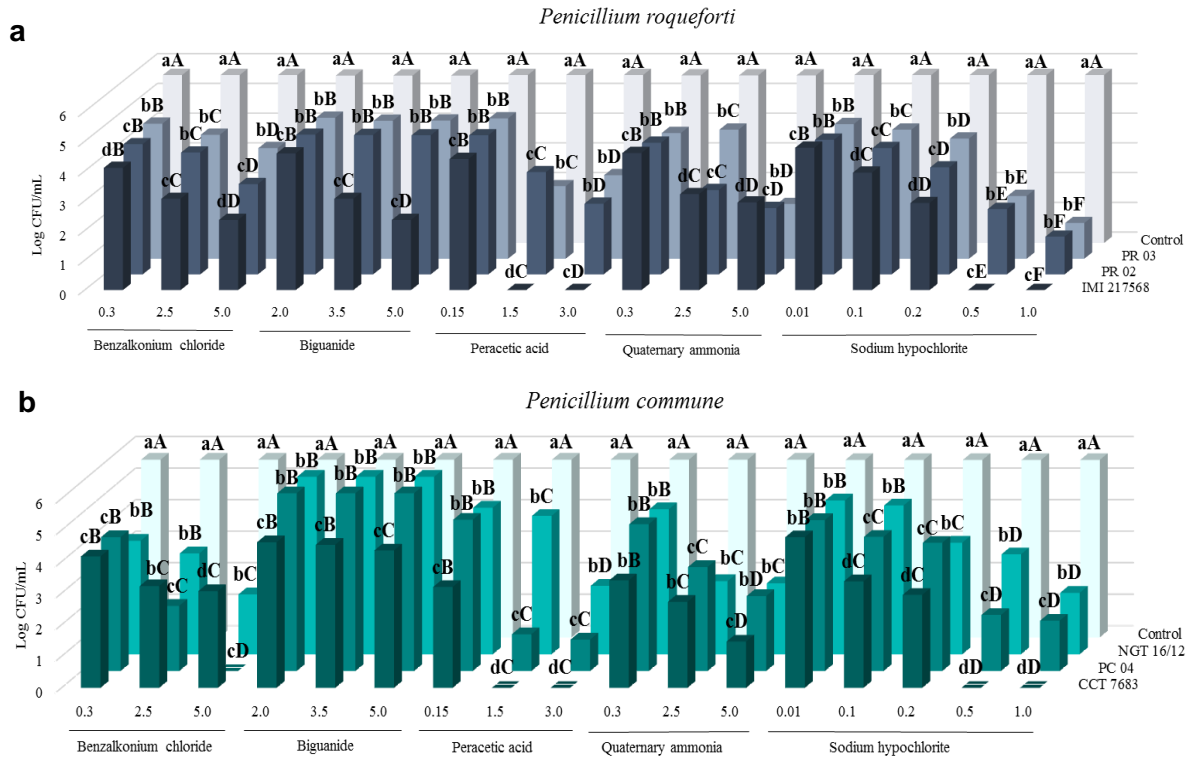 a
Penicillium roqueforti
aA aA aA aA aA aA aA aA aA aA aA aA aA aA aA aA aA
bB bC bD bB bB bB bB bC bD bB bC bD bB bC bD bE bF
cB bC cD bB bB bB bB cC bD bB cC cD bB cC cD bE bF
dB cC dD cB cC dD cB dC cD cB dC dD cB dC dD cE cF
Log CFU/mL
6
5
4
3
2
1
0
Control
PR 03
PR 02
IMI 217568
0.3 2.5 5.0 2.0 3.5 5.0 0.15 1.5 3.0 0.3 2.5 5.0 0.01 0.1 0.2 0.5 1.0
Benzalkonium chloride Biguanide Peracetic acid Quaternary ammonia Sodium hypochlorite
b
Penicillium commune
aA aA aA aA aA aA aA aA aA aA aA aA aA aA aA aA aA
bB bB bC bB bB bB bB bC bD bB bC bD bB bB bC bC bD
cB cC cD bB bB bB bB cC cC bB cC bD bB cC cC cD cD
cB bC dC cB cB cC cB dC dC bB bC cD bB dC dC dD dD
Log CFU/mL
6
5
4
3
2
1
0
Control
NGT 16/12
PC 04
CCT 7683
0.3 2.5 5.0 2.0 3.5 5.0 0.15 1.5 3.0 0.3 2.5 5.0 0.01 0.1 0.2 0.5 1.0
Benzalkonium chloride Biguanide Peracetic acid Quaternary ammonia Sodium hypochlorite